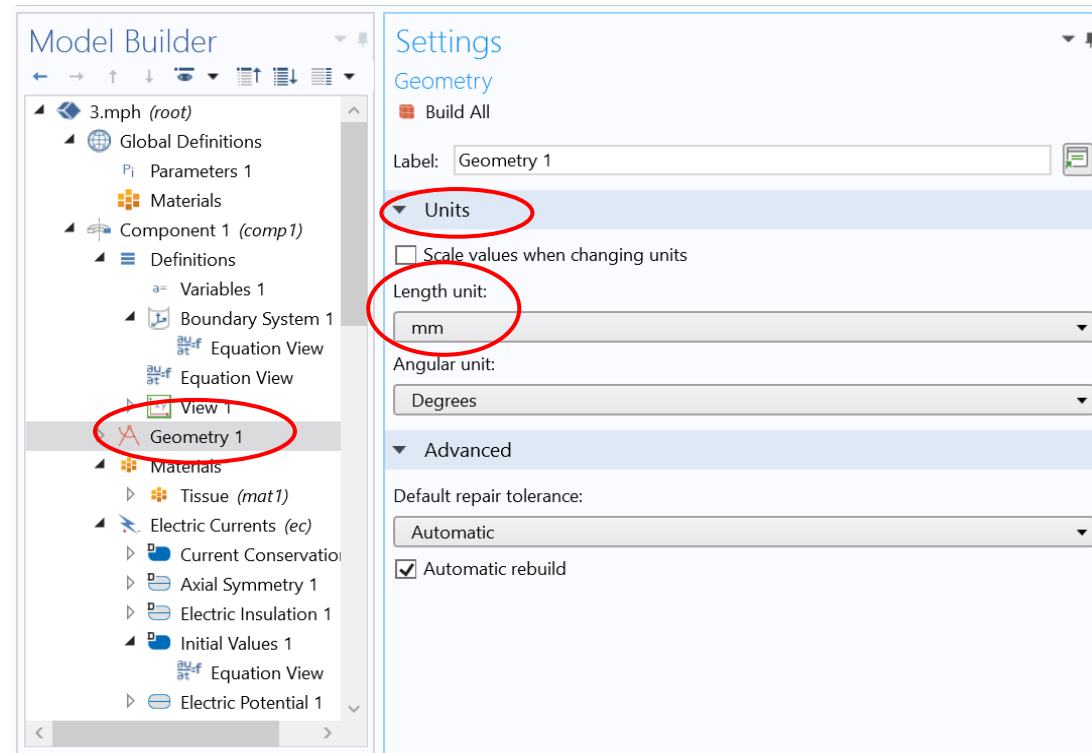 Model Builder
3.mph (root)
Global Definitions
Pi Parameters 1
Materials
Component 1 (comp1)
Definitions
a= Variables 1
Boundary System 1
Equation View
Equation View
View 1
Geometry 1
Materials
Tissue (mat1)
Electric Currents (ec)
Current Conservation
Axial Symmetry 1
Electric Insulation 1
Initial Values 1
Equation View
Electric Potential 1
Settings
Geometry
Build All
Label: Geometry 1
Units
Scale values when changing units
Length unit:
mm
Angular unit:
Degrees
Advanced
Default repair tolerance:
Automatic
Automatic rebuild